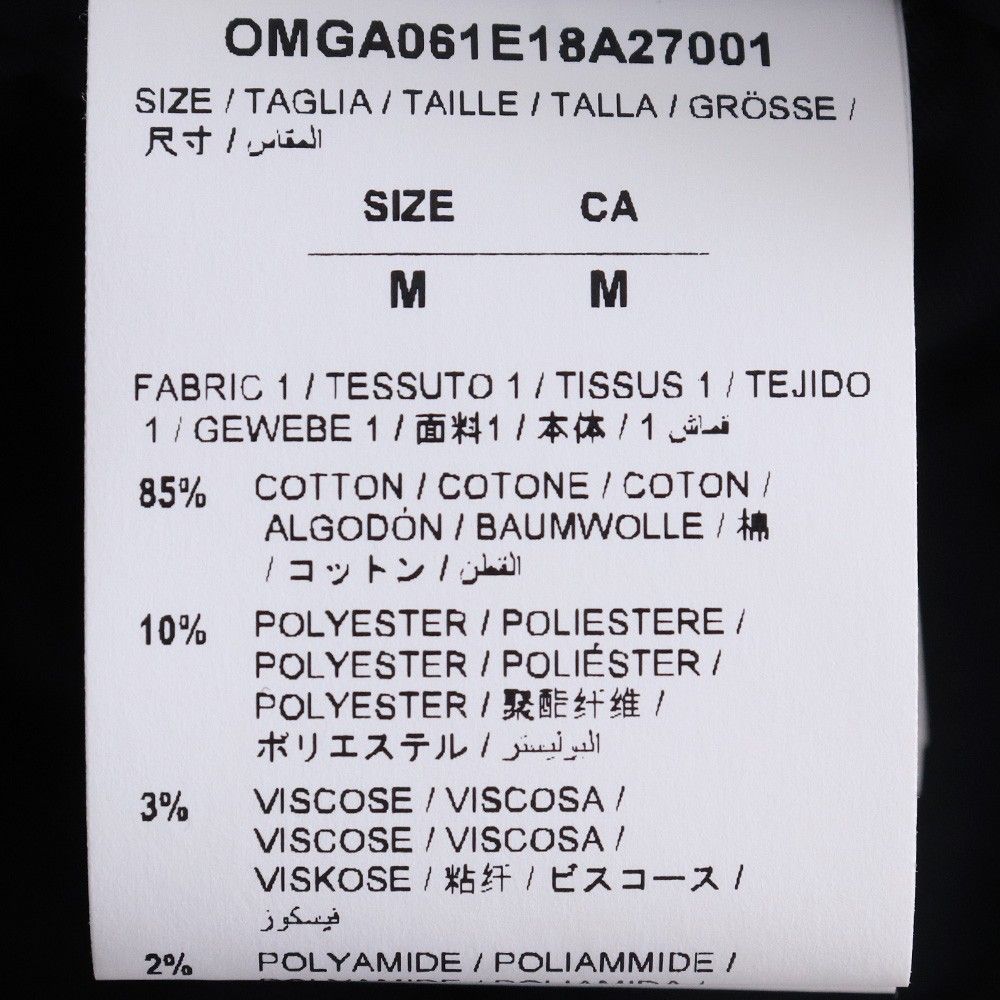 OMGA061E18A27001
SIZE / TAGLIA / TAILLE / TALLA / GRÖSSE /
尺寸 / المقاس
SIZE CA
M M
FABRIC 1 / TESSUTO 1 / TISSUS 1 / TEJIDO
1 / GEWEBE 1 / 面料1 / 本体 / 1 قماش
85% COTTON / COTONE / COTON /
ALGODÓN / BAUMWOLLE / 棉
/ コットン / القطن
10% POLYESTER / POLIESTERE /
POLYESTER / POLIÉSTER /
POLYESTER / 聚酯纤维 /
ポリエステル / البوليستر
3% VISCOSE / VISCOSA /
VISCOSE / VISCOSA /
VISKOSE / 粘纤 / ビスコース /
فيسكوز
2% POLYAMIDE / POLIAMMIDE /